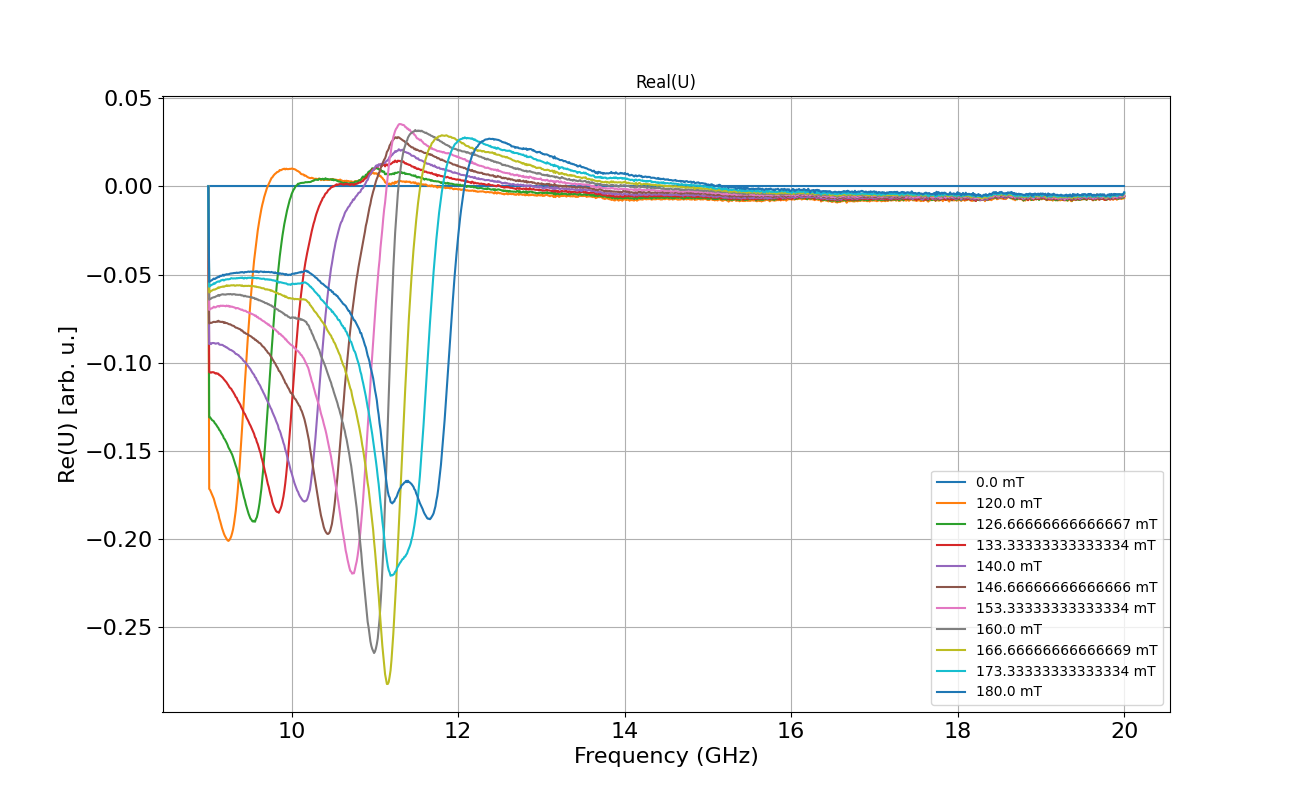 Real(U)
0.05
0.00
−0.05
−0.10
−0.15
−0.20
−0.25
Re(U) [arb. u.]
10
12
14
16
18
20
Frequency (GHz)
0.0 mT
120.0 mT
126.66666666666667 mT
133.33333333333334 mT
140.0 mT
146.66666666666666 mT
153.33333333333334 mT
160.0 mT
166.66666666666669 mT
173.33333333333334 mT
180.0 mT